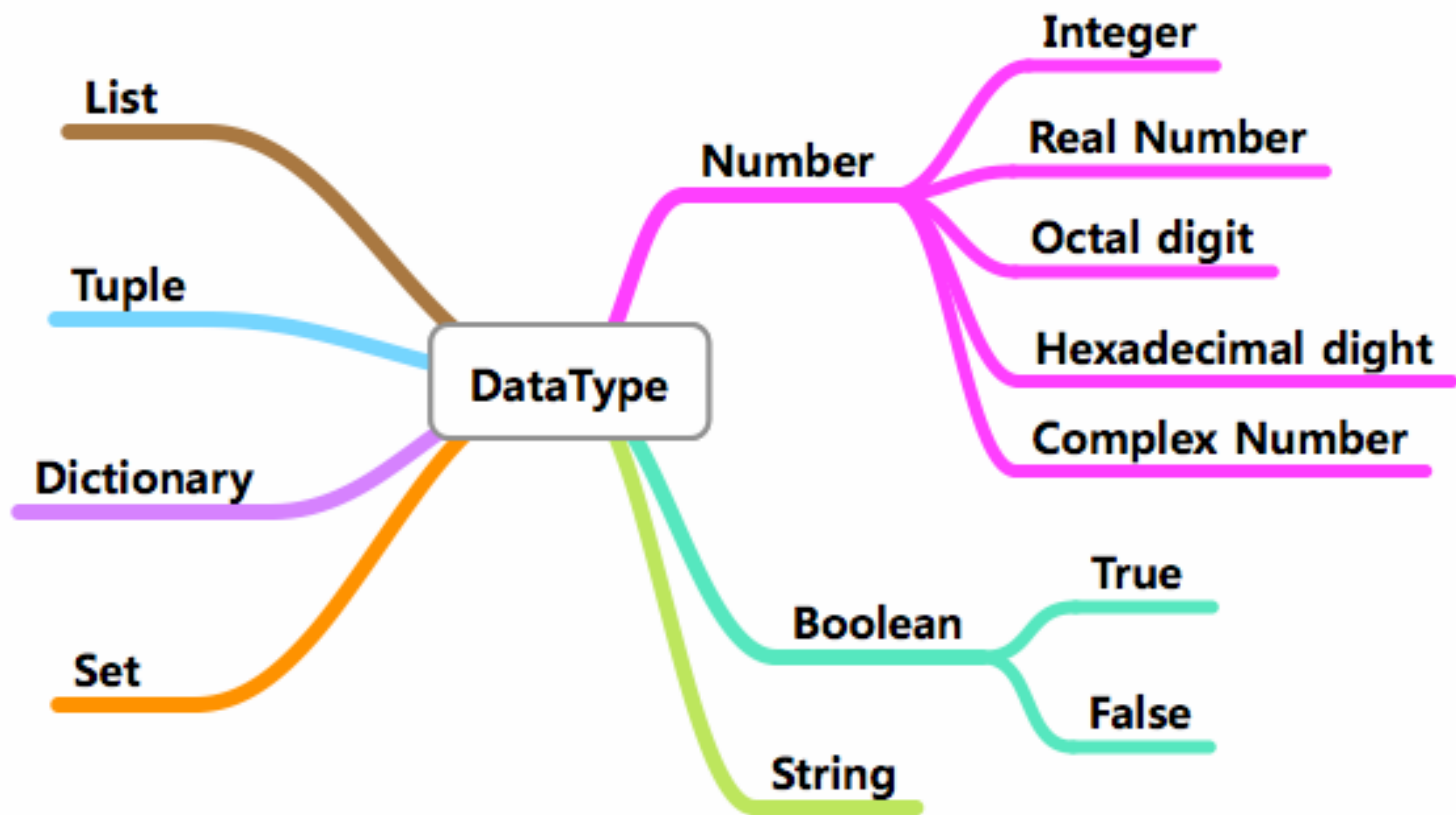 List
Tuple
Dictionary
Set
DataType
Number
Integer
Real Number
Octal digit
Hexadecimal dight
Complex Number
Boolean
True
False
String